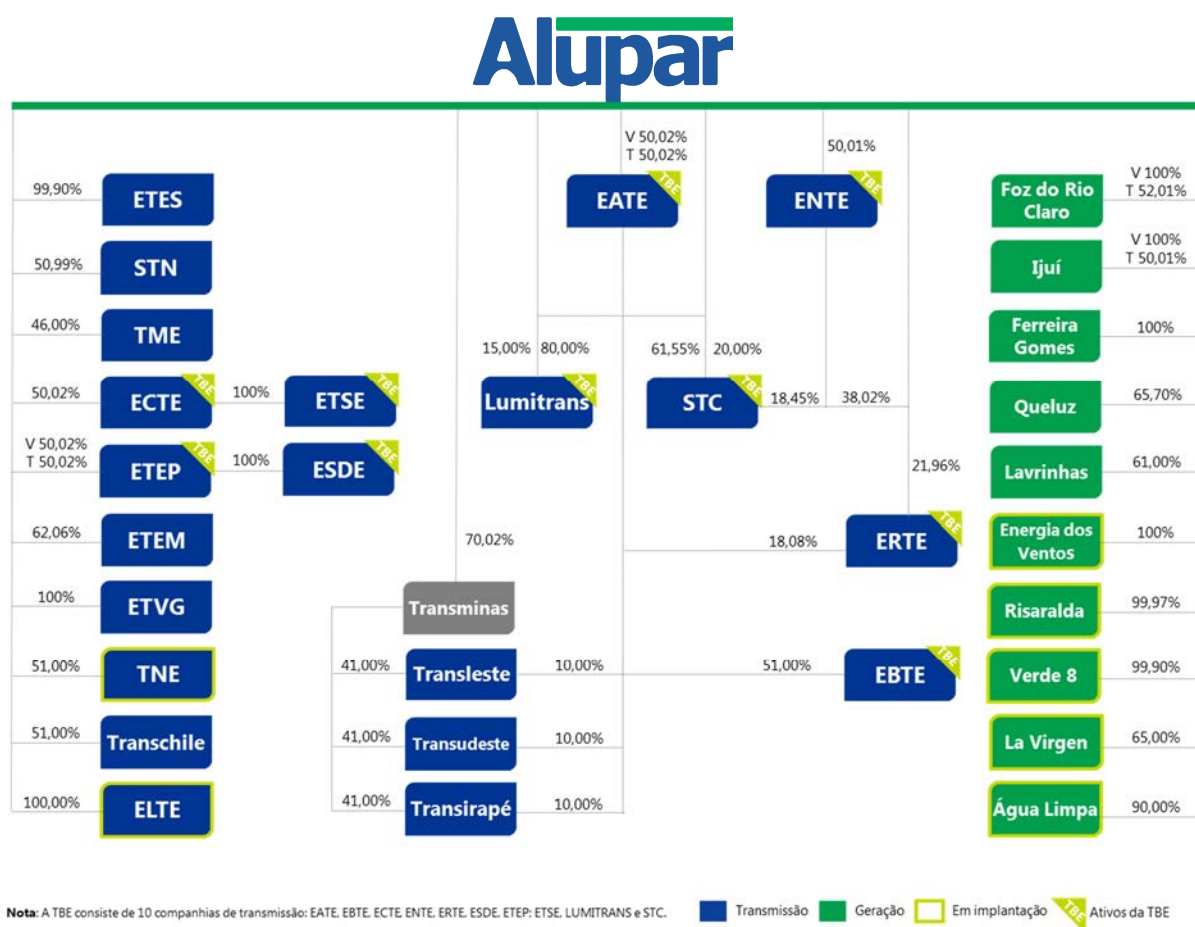 Alupar
99,90%
ETES
50,99%
STN
46,00%
TME
50,02%
ECTE
TBE
100%
ETSE
TBE
V 50,02%
T 50,02%
ETEP
TBE
100%
ESDE
TBE
62,06%
ETEM
100%
ETVG
51,00%
TNE
51,00%
Transchile
100,00%
ELTE
V 50,02%
T 50,02%
EATE
TBE
50,01%
ENTE
TBE
15,00% 80,00%
Lumitrans
TBE
61,55% 20,00%
STC
TBE
18,45% 38,02%
21,96%
18,08%
ERTE
TBE
70,02%
Transminas
41,00%
Transleste
10,00%
51,00%
EBTE
TBE
41,00%
Transudeste
10,00%
41,00%
Transirapé
10,00%
Foz do Rio
Claro
V 100%
T 52,01%
Ijuí
V 100%
T 50,01%
Ferreira
Gomes
100%
Queluz
65,70%
Lavrinhas
61,00%
Energia dos
Ventos
100%
Risaralda
99,97%
Verde 8
99,90%
La Virgen
65,00%
Água Limpa
90,00%
Nota: A TBE consiste de 10 companhias de transmissão: EATE, EBTE, ECTE, ENTE, ERTE, ESDE, ETEP; ETSE, LUMITRANS e STC.
Transmissão
Geração
Em implantação
TBE
Ativos da TBE